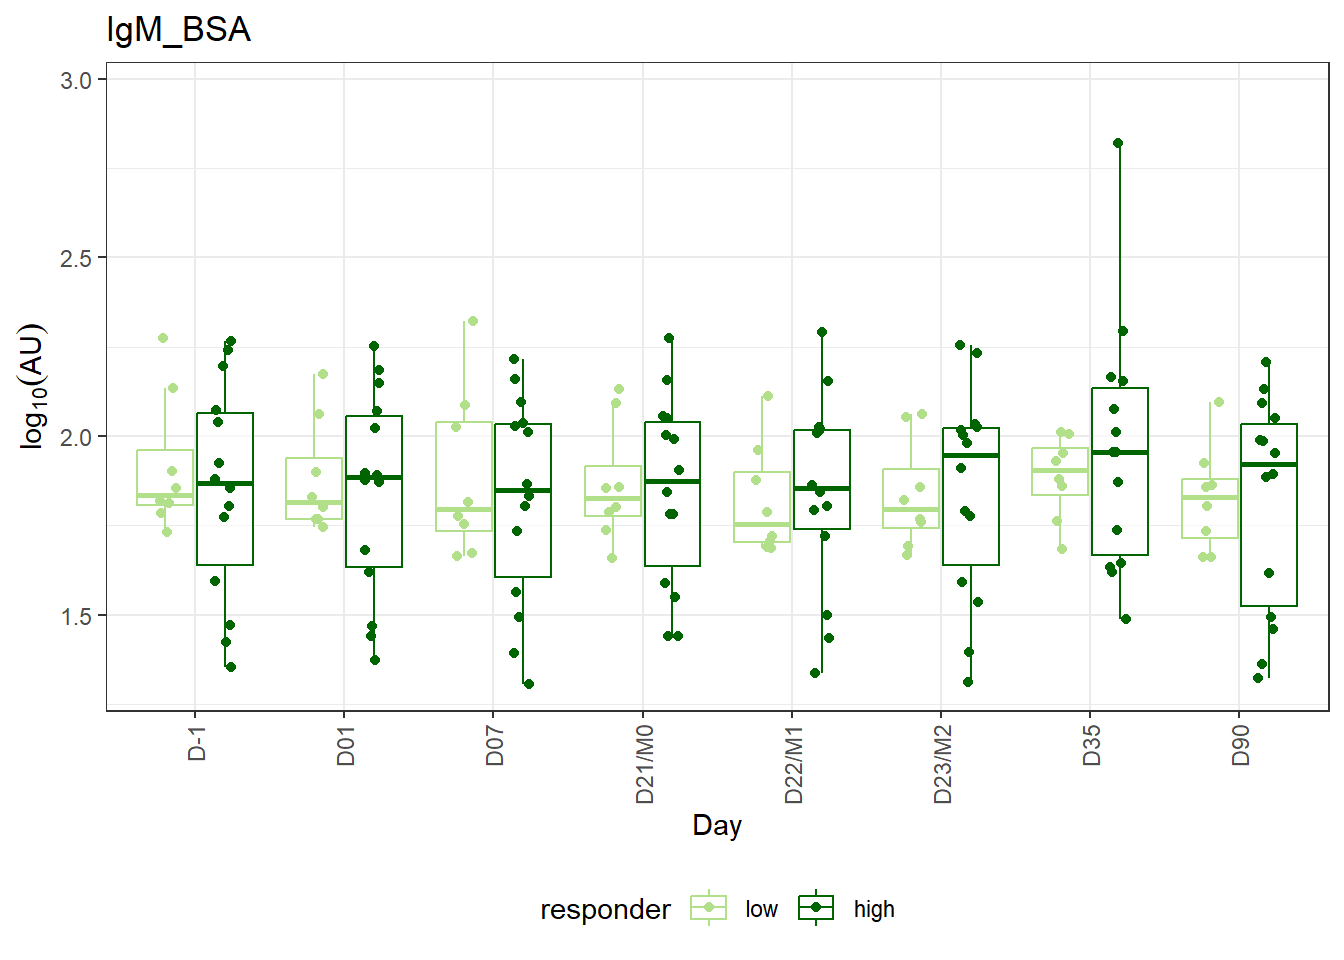 IgM_BSA
3.0
2.5
2.0
1.5
log10(AU)
D-1
D01
D07
D21/M0
D22/M1
D23/M2
D35
D90
Day
responder low high